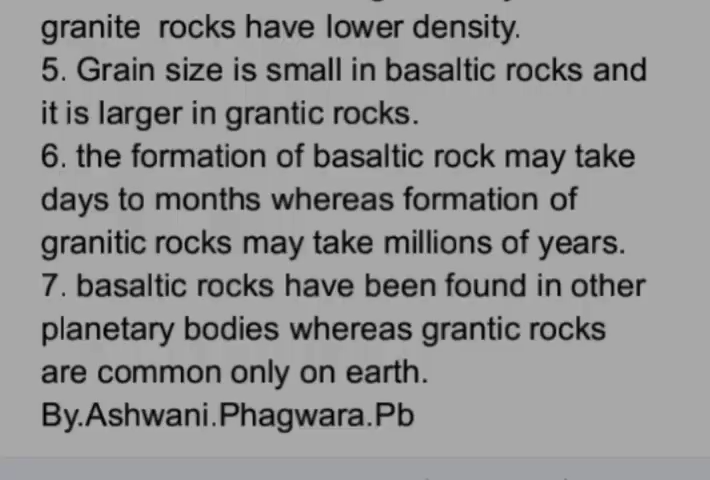 granite rocks have lower density.
5. Grain size is small in basaltic rocks and
it is larger in grantic rocks.
6. the formation of basaltic rock may take
days to months whereas formation of
granitic rocks may take millions of years.
7. basaltic rocks have been found in other
planetary bodies whereas grantic rocks
are common only on earth.
By.Ashwani.Phagwara.Pb